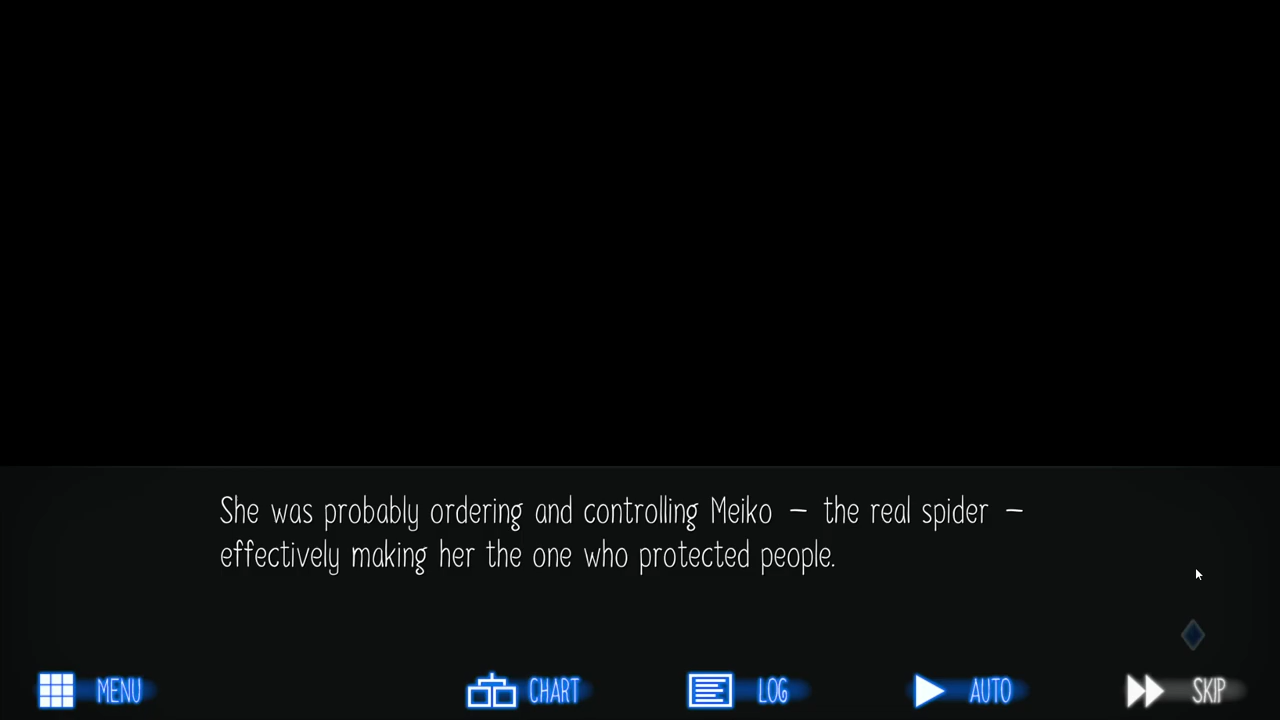 She was probably ordering and controlling Meiko – the real spider –
effectively making her the one who protected people.
MENU
CHART
LOG
AUTO
SKIP